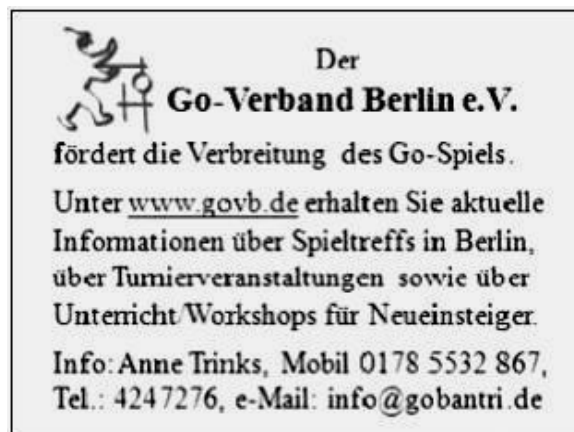 Der
Go-Verband Berlin e.V.
fördert die Verbreitung des Go-Spiels.
Unter www.govb.de erhalten Sie aktuelle
Informationen über Spieltreffs in Berlin,
über Turnierveranstaltungen sowie über
Unterricht/Workshops für Neueinsteiger.
Info: Anne Trinks, Mobil 0178 5532 867,
Tel.: 4247276, e-Mail: info@gobantri.de